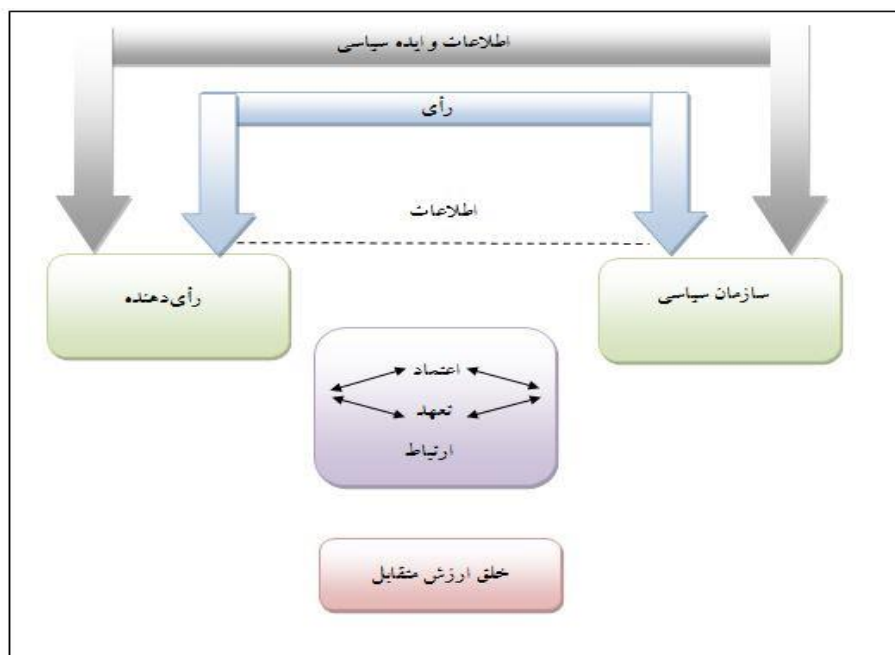 اطلاعات و ایده سیاسی
رأی
اطلاعات
سازمان سیاسی
رأی‌دهنده
اعتماد
تعهد
ارتباط
خلق ارزش متقابل